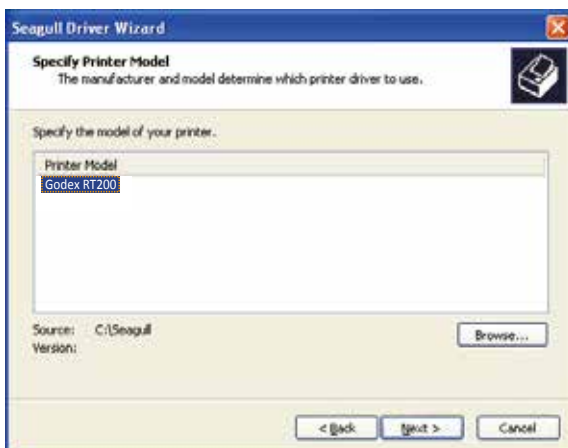 Seagull Driver Wizard
Specify Printer Model
The manufacturer and model determine which printer driver to use.
Specify the model of your printer.
Printer Model
Godex RT200
Source: C:\Seagull
Version:
Browse...
< Back Next > Cancel